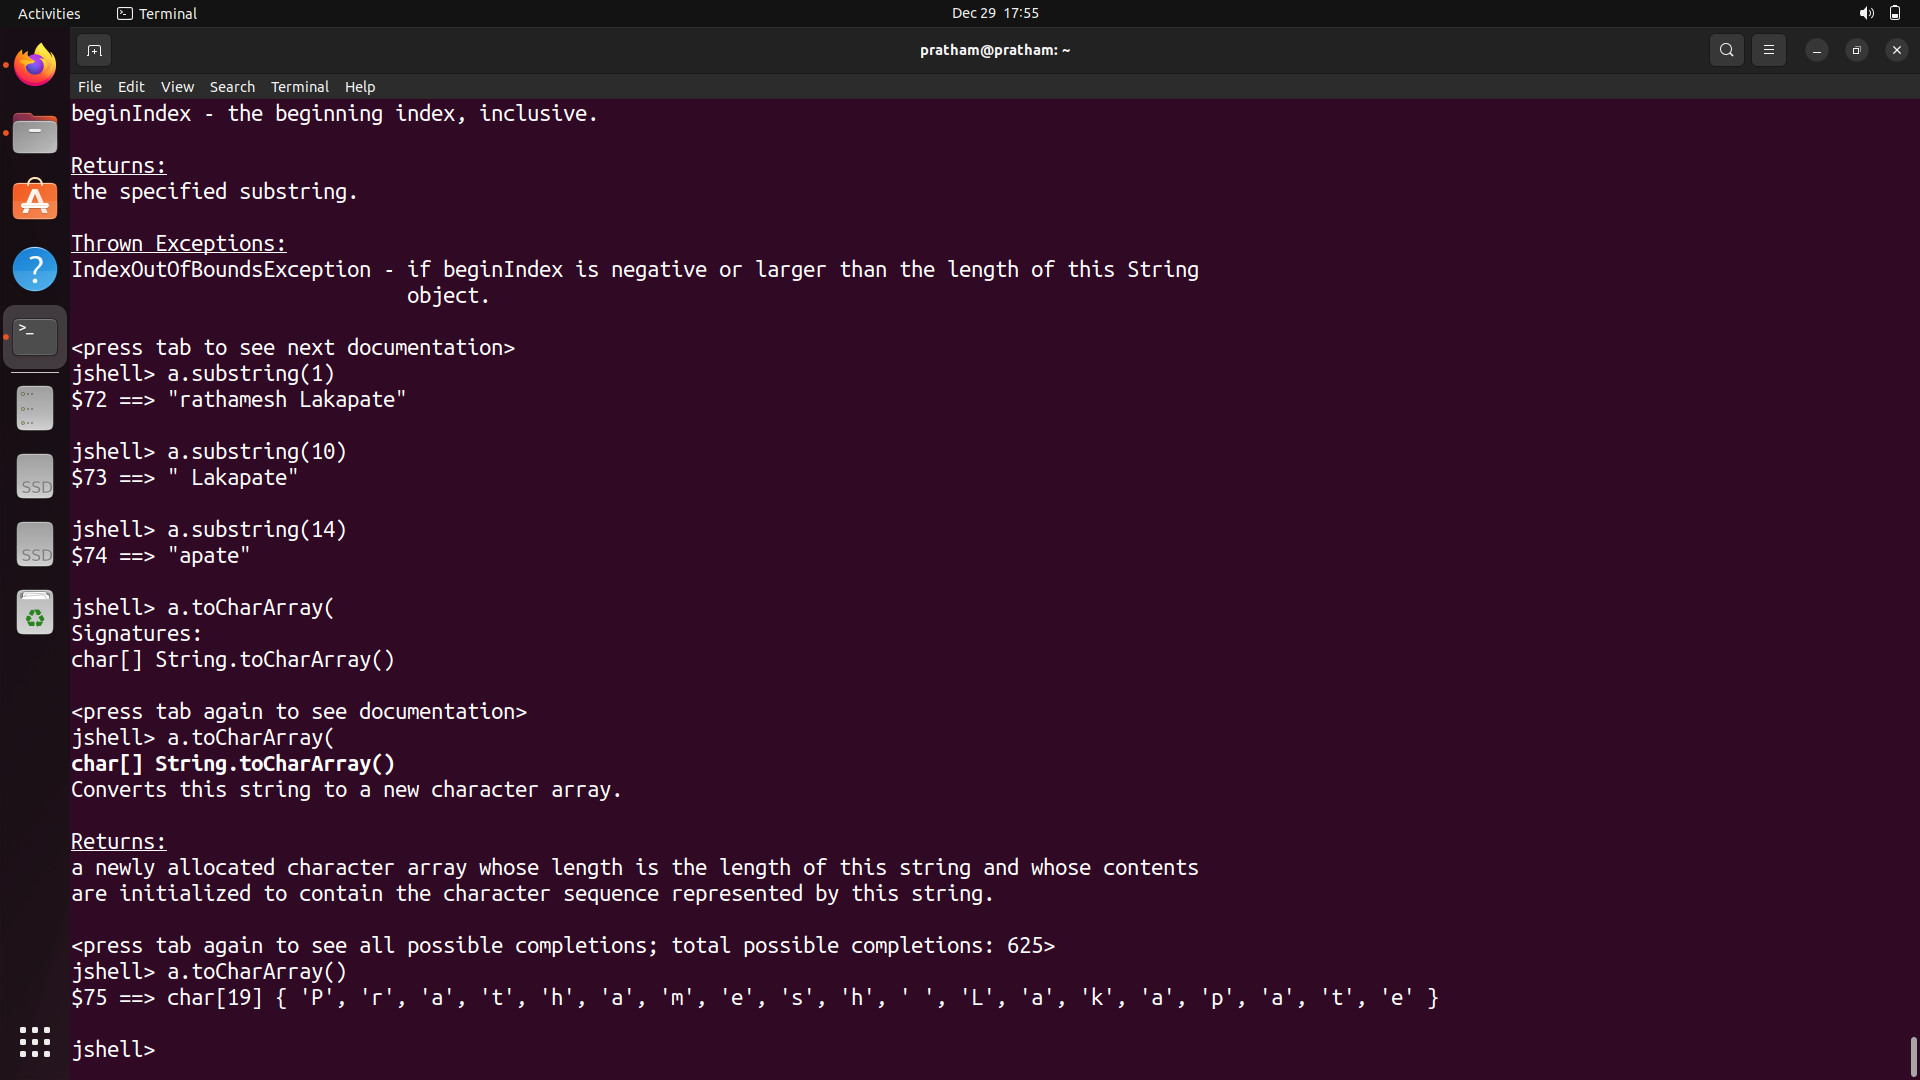 Activities
Terminal
Dec 29 17:55
pratham@pratham: ~
File Edit View Search Terminal Help
beginIndex - the beginning index, inclusive.
Returns:
the specified substring.
Thrown Exceptions:
IndexOutOfBoundsException - if beginIndex is negative or larger than the length of this String
object.
<press tab to see next documentation>
jshell> a.substring(1)
$72 ==> "rathamesh Lakapate"
jshell> a.substring(10)
$73 ==> " Lakapate"
jshell> a.substring(14)
$74 ==> "apate"
jshell> a.toCharArray(
Signatures:
char[] String.toCharArray()
<press tab again to see documentation>
jshell> a.toCharArray(
char[] String.toCharArray()
Converts this string to a new character array.
Returns:
a newly allocated character array whose length is the length of this string and whose contents
are initialized to contain the character sequence represented by this string.
<press tab again to see all possible completions; total possible completions: 625>
jshell> a.toCharArray()
$75 ==> char[19] { 'P', 'r', 'a', 't', 'h', 'a', 'm', 'e', 's', 'h', ' ', 'L', 'a', 'k', 'a', 'p', 'a', 't', 'e' }
jshell>
?
>_
SSD
SSD